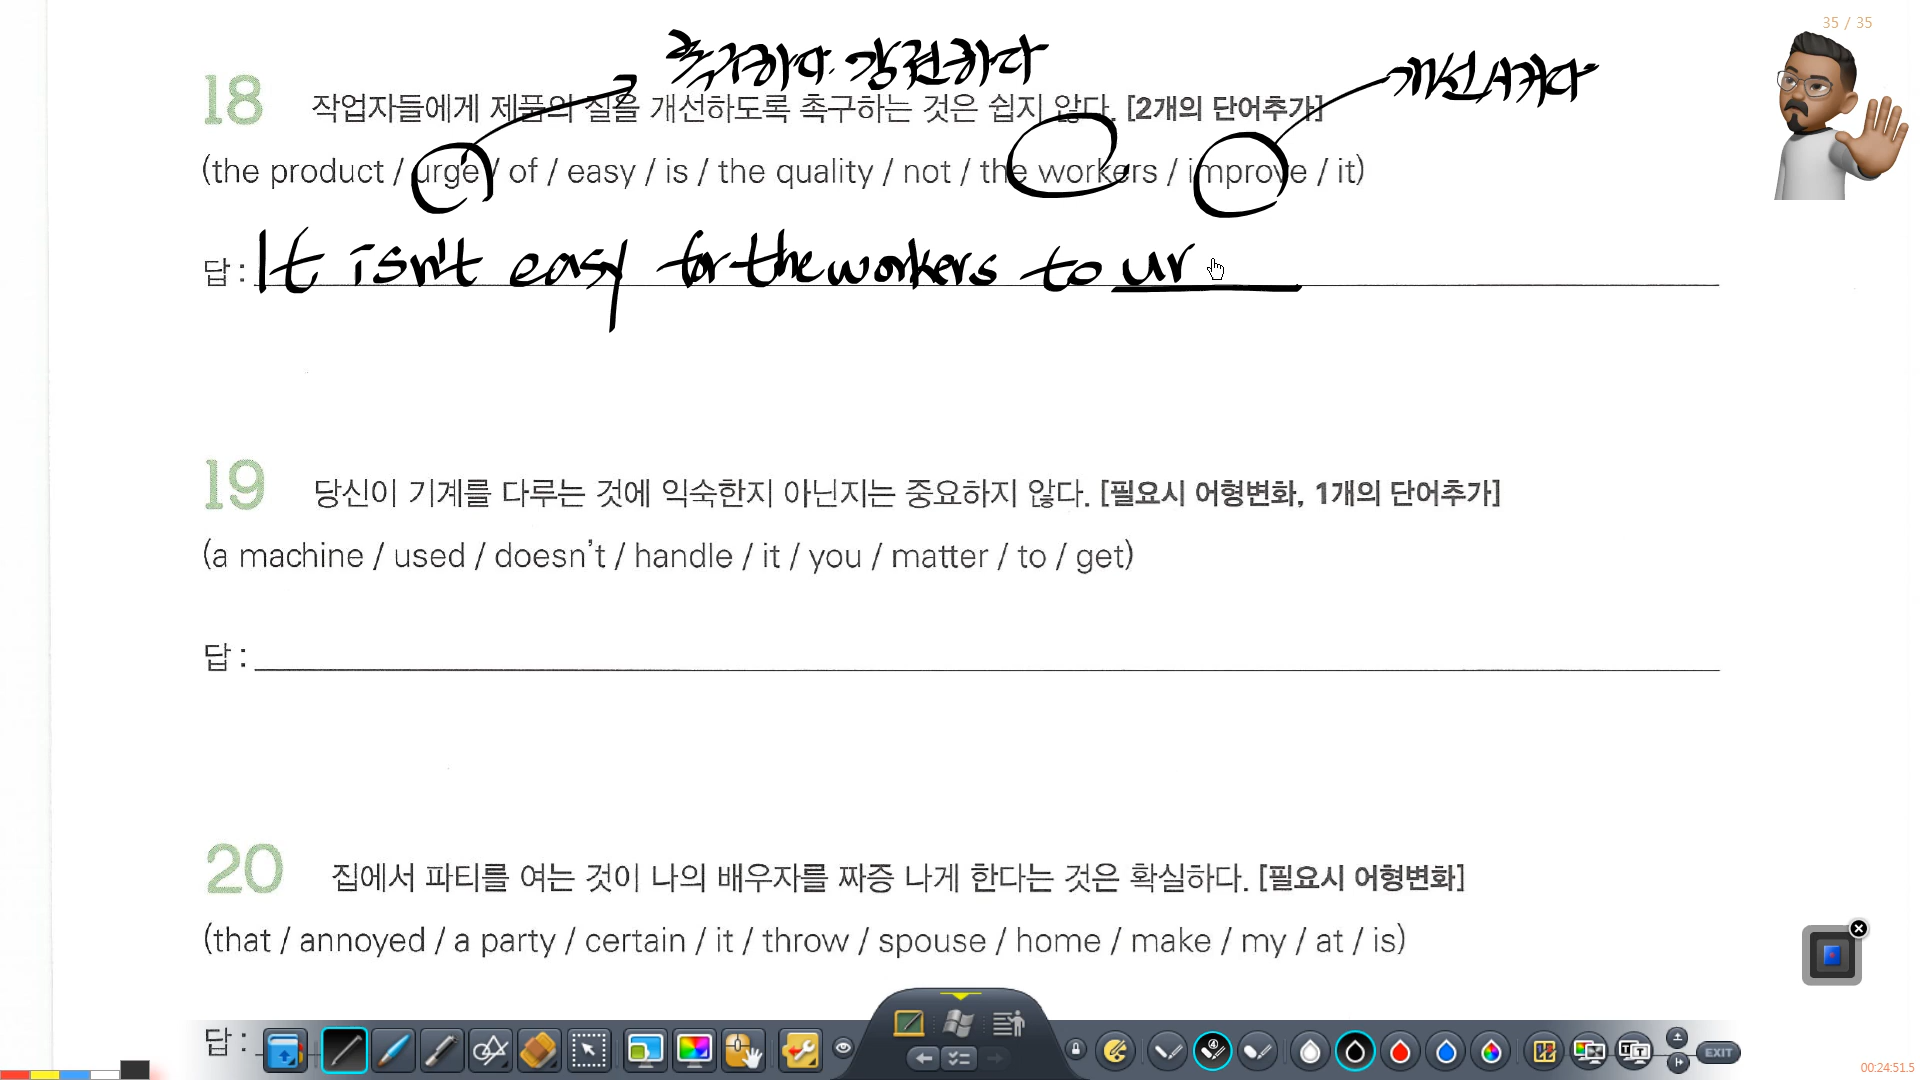 35 / 35
촉구하다. 강권하다
개선시키다
18 작업자들에게 제품의 질을 개선하도록 촉구하는 것은 쉽지 않다. [2개의 단어추가]
(the product / urge / of / easy / is / the quality / not / the workers / improve / it)
답 : It isn't easy for the workers to ur
19 당신이 기계를 다루는 것에 익숙한지 아닌지는 중요하지 않다. [필요시 어형변화, 1개의 단어추가]
(a machine / used / doesn't / handle / it / you / matter / to / get)
답 :
20 집에서 파티를 여는 것이 나의 배우자를 짜증 나게 한다는 것은 확실하다. [필요시 어형변화]
(that / annoyed / a party / certain / it / throw / spouse / home / make / my / at / is)
답 :
EXIT
00:24:51.5